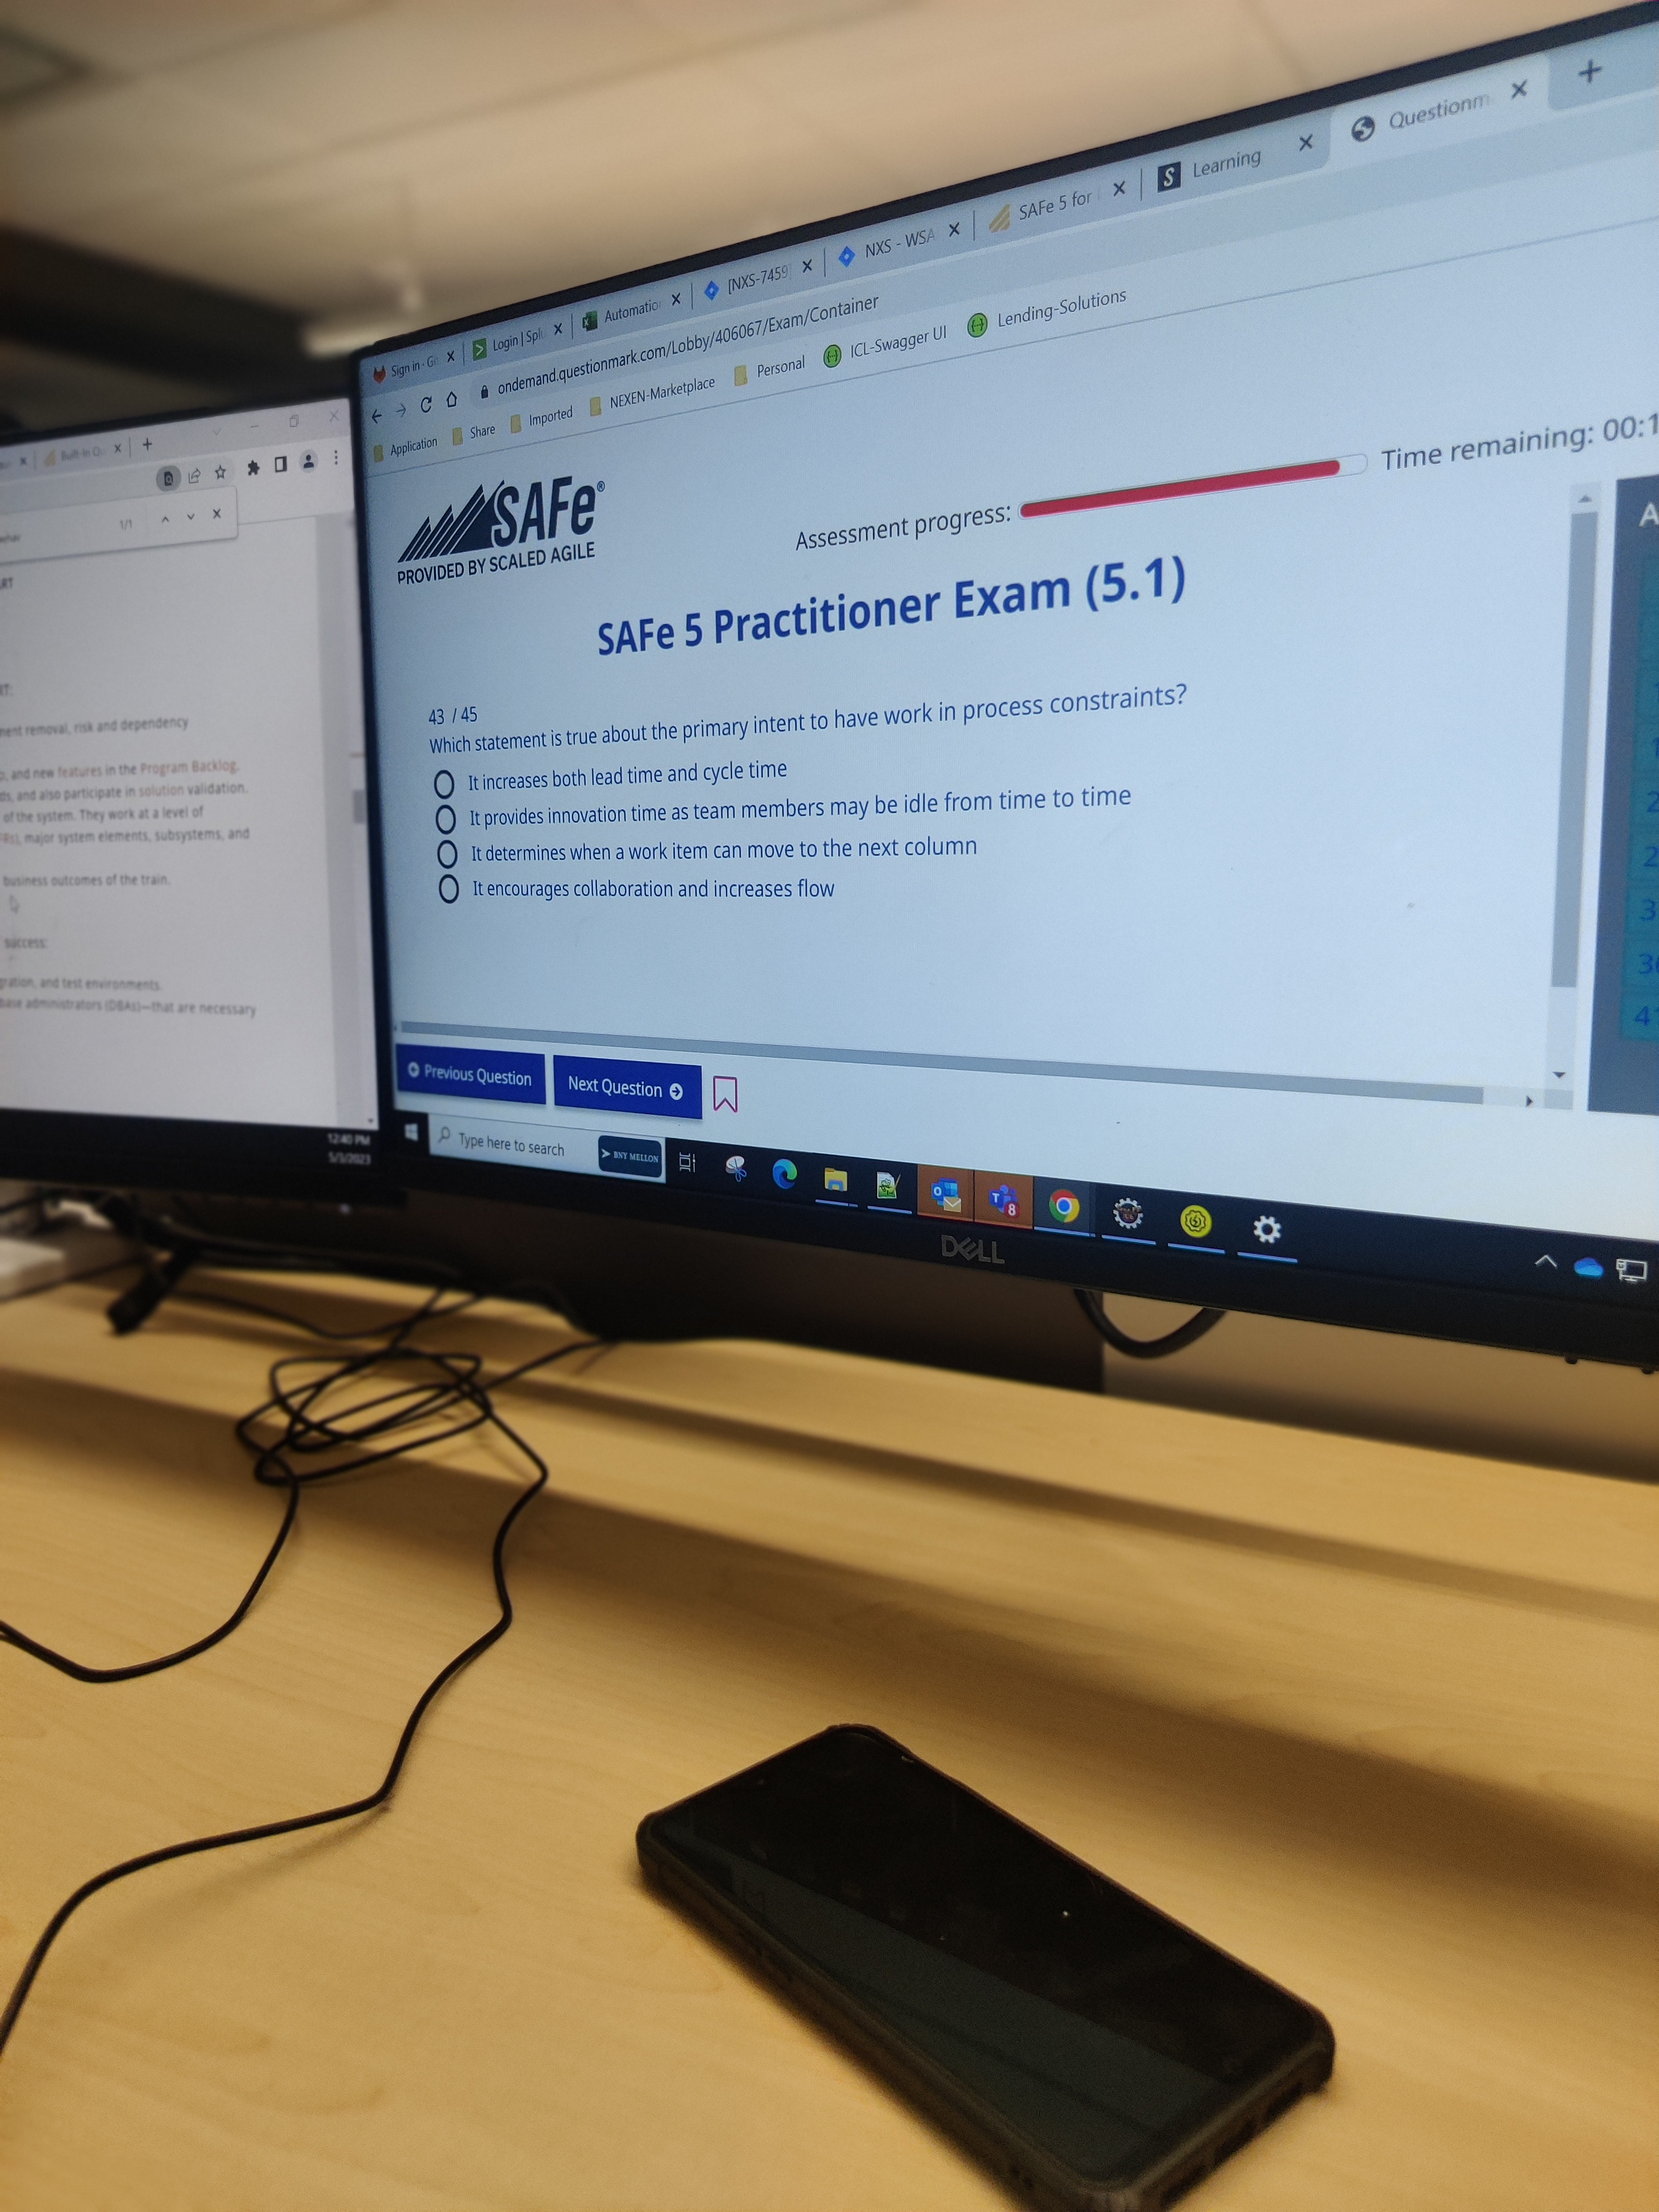 Sign in · Gi
Login | Splu
Automatio
[NXS-7459]
NXS - WSA
SAFe 5 for
Learning
Questionm
ondemand.questionmark.com/Lobby/406067/Exam/Container
Application
Share
Imported
NEXEN-Marketplace
Personal
ICL-Swagger UI
Lending-Solutions
SAFe®
PROVIDED BY SCALED AGILE
Assessment progress:
Time remaining: 00:1
SAFe 5 Practitioner Exam (5.1)
43 / 45
Which statement is true about the primary intent to have work in process constraints?
It increases both lead time and cycle time
It provides innovation time as team members may be idle from time to time
It determines when a work item can move to the next column
It encourages collaboration and increases flow
Previous Question
Next Question
Type here to search
BNY MELLON
8
DELL
A
2
2
3
Built-In Qu
1/1
ment removal, risk and dependency
, and new features in the Program Backlog,
ds, and also participate in solution validation.
of the system. They work at a level of
major system elements, subsystems, and
business outcomes of the train.
success:
gration, and test environments.
base administrators (DBAs)—that are necessary
12:40 PM
5/3/2023